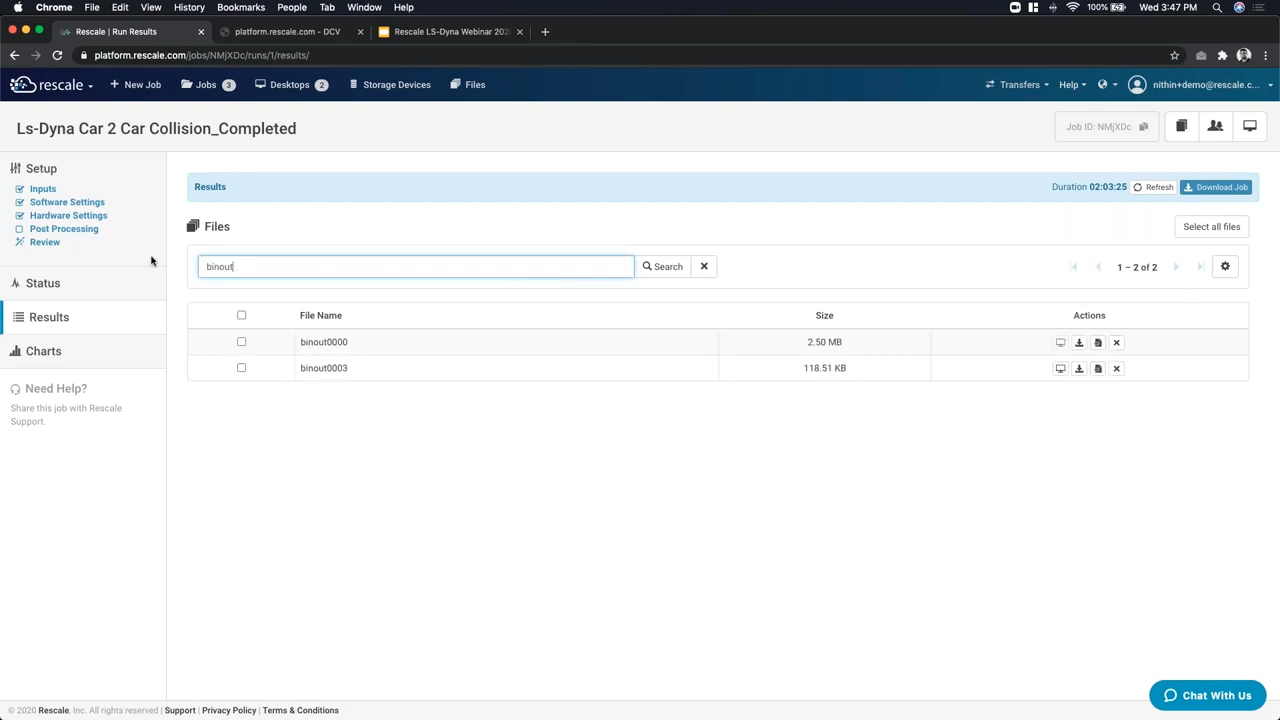 Chrome File Edit View History Bookmarks People Tab Window Help 100% Wed 3:47 PM
Rescale | Run Results platform.rescale.com - DCV Rescale LS-Dyna Webinar 202
platform.rescale.com/jobs/NMjXDc/runs/1/results/
rescale New Job Jobs 3 Desktops 2 Storage Devices Files Transfers Help nithin+demo@rescale.c...
Ls-Dyna Car 2 Car Collision_Completed Job ID: NMjXDc
Setup
Inputs
Software Settings
Hardware Settings
Post Processing
Review
Status
Results
Charts
Need Help?
Share this job with Rescale
Support.
Results Duration 02:03:25 Refresh Download Job
Files Select all files
binout Search 1 – 2 of 2
File Name Size Actions
binout0000 2.50 MB
binout0003 118.51 KB
Chat With Us
© 2020 Rescale, Inc. All rights reserved | Support | Privacy Policy | Terms & Conditions